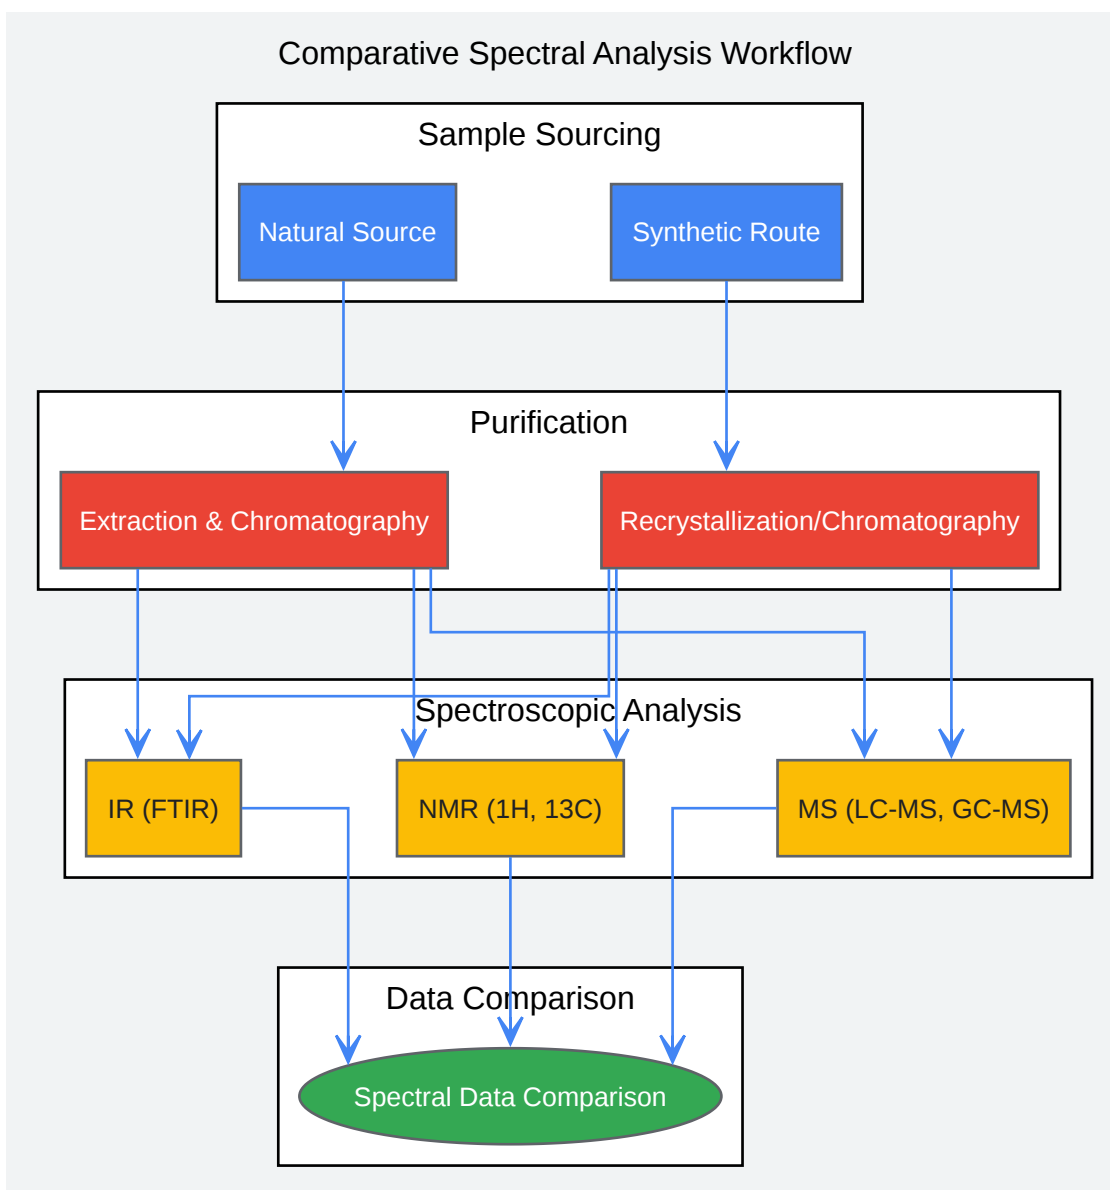 Comparative Spectral Analysis Workflow
Sample Sourcing
Natural Source
Synthetic Route
Purification
Extraction & Chromatography
Recrystallization/Chromatography
Spectroscopic Analysis
IR (FTIR)
NMR (1H, 13C)
MS (LC-MS, GC-MS)
Data Comparison
Spectral Data Comparison